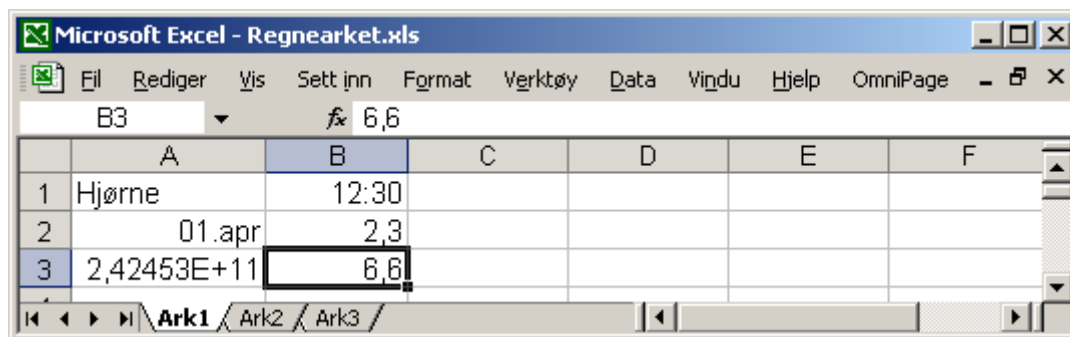 Microsoft Excel - Regnearket.xls
Fil Rediger Vis Sett inn Format Verktøy Data Vindu Hjelp OmniPage
B3 fx 6,6
A B C D E F
1 Hjørne 12:30
2 01.apr 2,3
3 2,42453E+11 6,6
Ark1 Ark2 Ark3